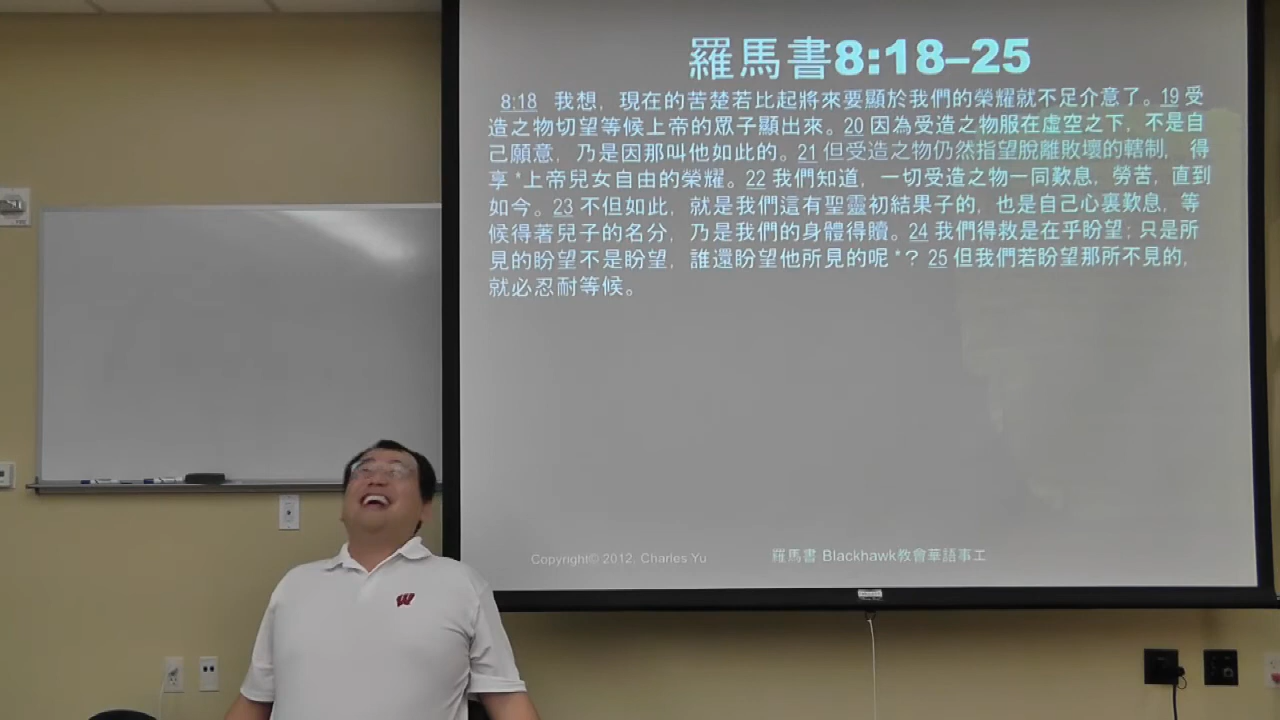 羅馬書8:18–25
8:18 我想，現在的苦楚若比起將來要顯於我們的榮耀就不足介意了。19 受
造之物切望等候上帝的眾子顯出來。20 因為受造之物服在虛空之下，不是自
己願意，乃是因那叫他如此的。21 但受造之物仍然指望脫離敗壞的轄制，得
享 *上帝兒女自由的榮耀。22 我們知道，一切受造之物一同歎息，勞苦，直到
如今。23 不但如此，就是我們這有聖靈初結果子的，也是自己心裏歎息，等
候得著兒子的名分，乃是我們的身體得贖。24 我們得救是在乎盼望；只是所
見的盼望不是盼望，誰還盼望他所見的呢 *？25 但我們若盼望那所不見的，
就必忍耐等候。
Copyright© 2012. Charles Yu
羅馬書 Blackhawk教會華語事工
W